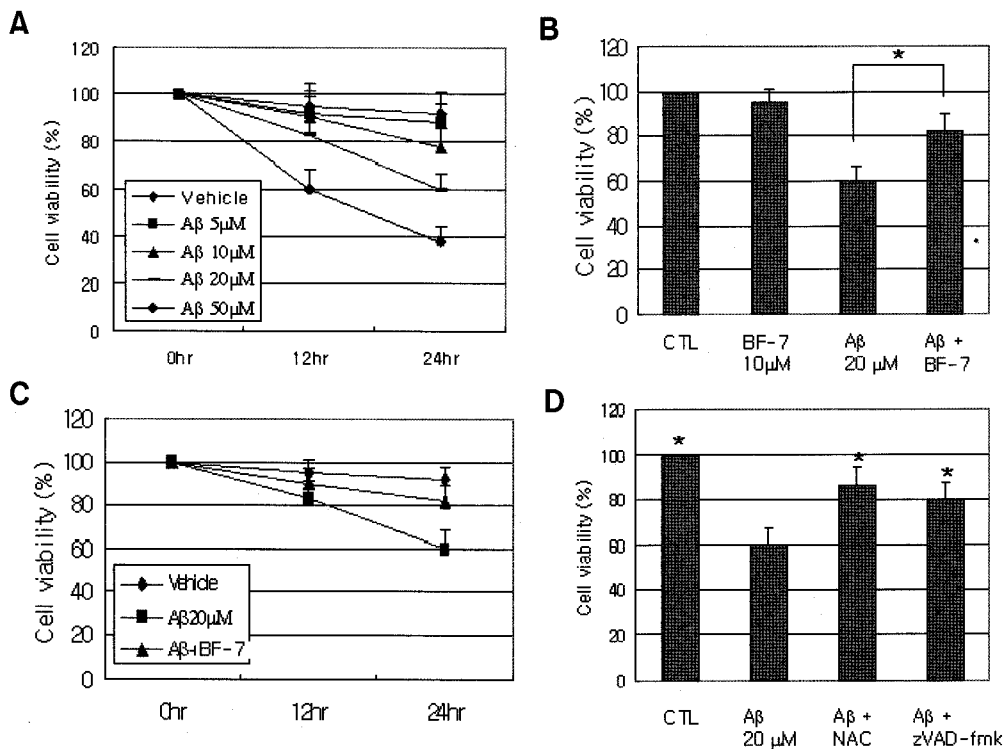 A
Cell viability (%)
120
100
80
60
40
20
0
Vehicle
Aβ 5μM
Aβ 10μM
Aβ 20μM
Aβ 50μM
0hr
12hr
24hr
B
Cell viability (%)
120
100
80
60
40
20
0
*
CTL
BF-7
10μM
Aβ
20 μM
Aβ +
BF-7
C
Cell viability (%)
120
100
80
60
40
20
0
Vehicle
Aβ20μM
Aβ+BF-7
0hr
12hr
24hr
D
Cell viability (%)
120
100
80
60
40
20
0
*
*
*
CTL
Aβ
20 μM
Aβ +
NAC
Aβ +
zVAD-fmk